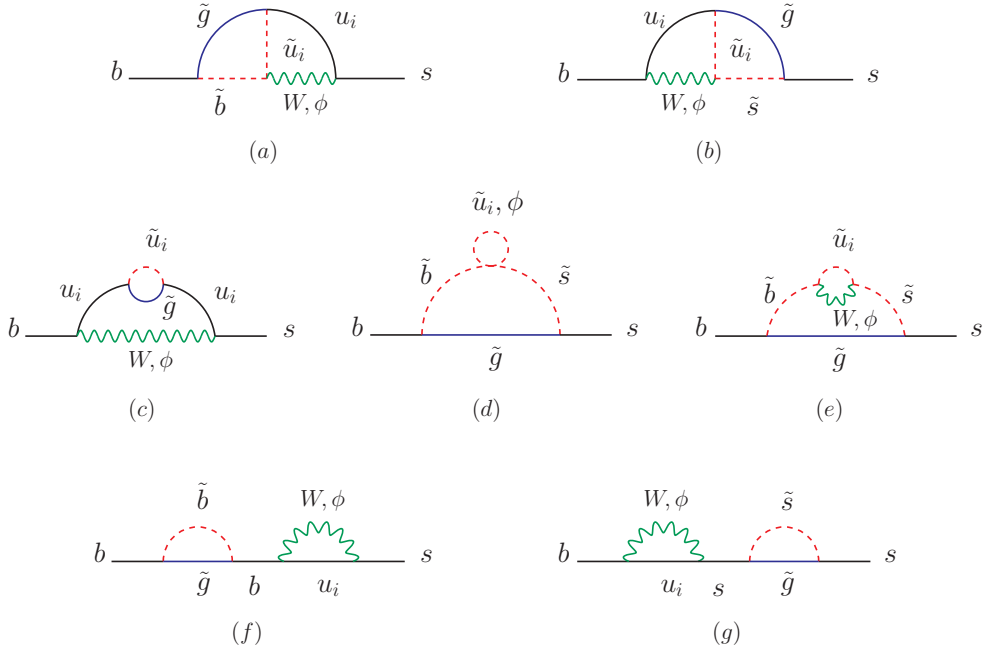 g̃ u_i u_i g̃
b ũ_i s b ũ_i s
b̃ W, ϕ W, ϕ s̃
(a) (b)
ũ_i, ϕ
ũ_i ũ_i
u_i g̃ u_i b̃ s̃ b̃ W, ϕ s̃
b W, ϕ s b g̃ s b g̃ s
(c) (d) (e)
b̃ W, ϕ W, ϕ s̃
b s b s
g̃ b u_i u_i s g̃
(f) (g)